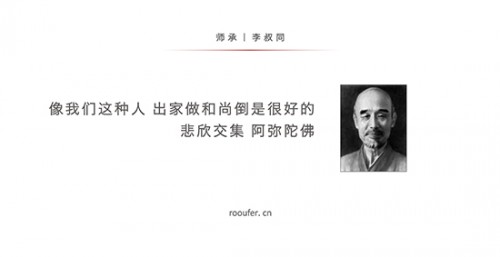 师承 | 李叔同
像我们这种人 出家做和尚倒是很好的
悲欣交集 阿弥陀佛
rooufer.cn